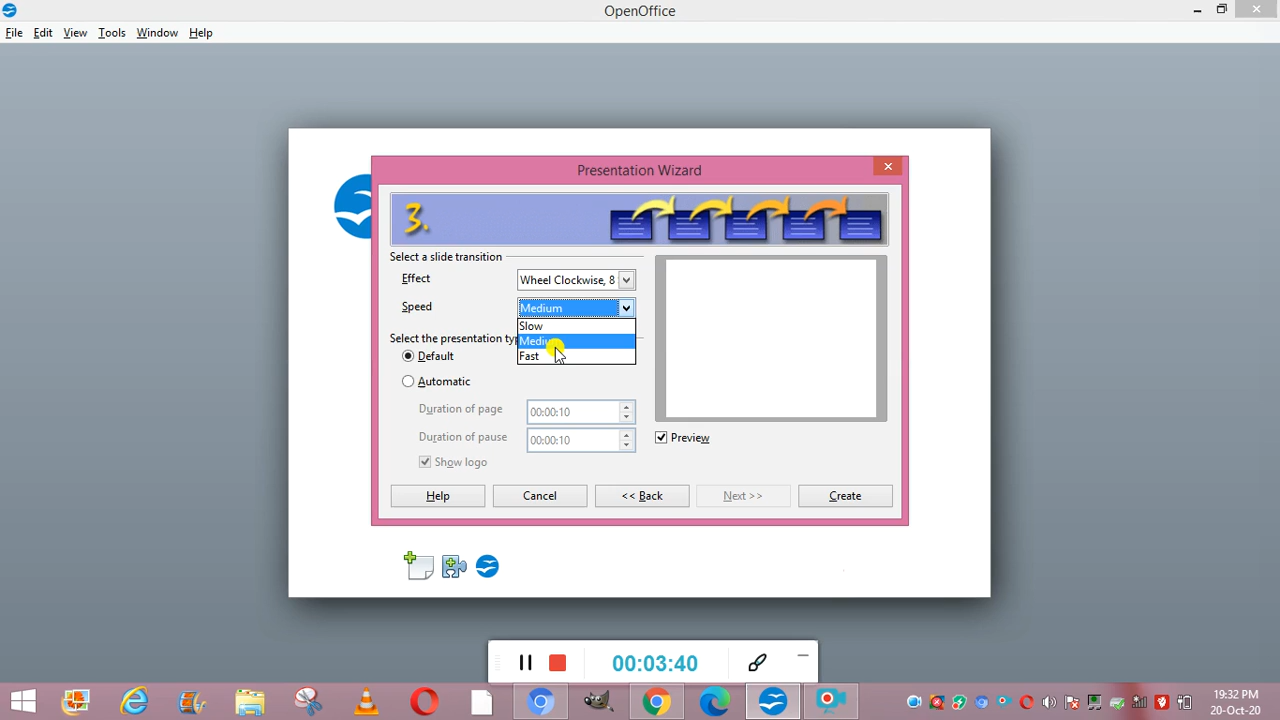 OpenOffice
File Edit View Tools Window Help
Presentation Wizard
3.
Select a slide transition
Effect Wheel Clockwise, 8
Speed Medium
Slow
Medium
Select the presentation typ
Fast
Default
Automatic
Duration of page 00:00:10
Duration of pause 00:00:10
Show logo
Preview
Help Cancel << Back Next >> Create
00:03:40
19:32 PM
20-Oct-20